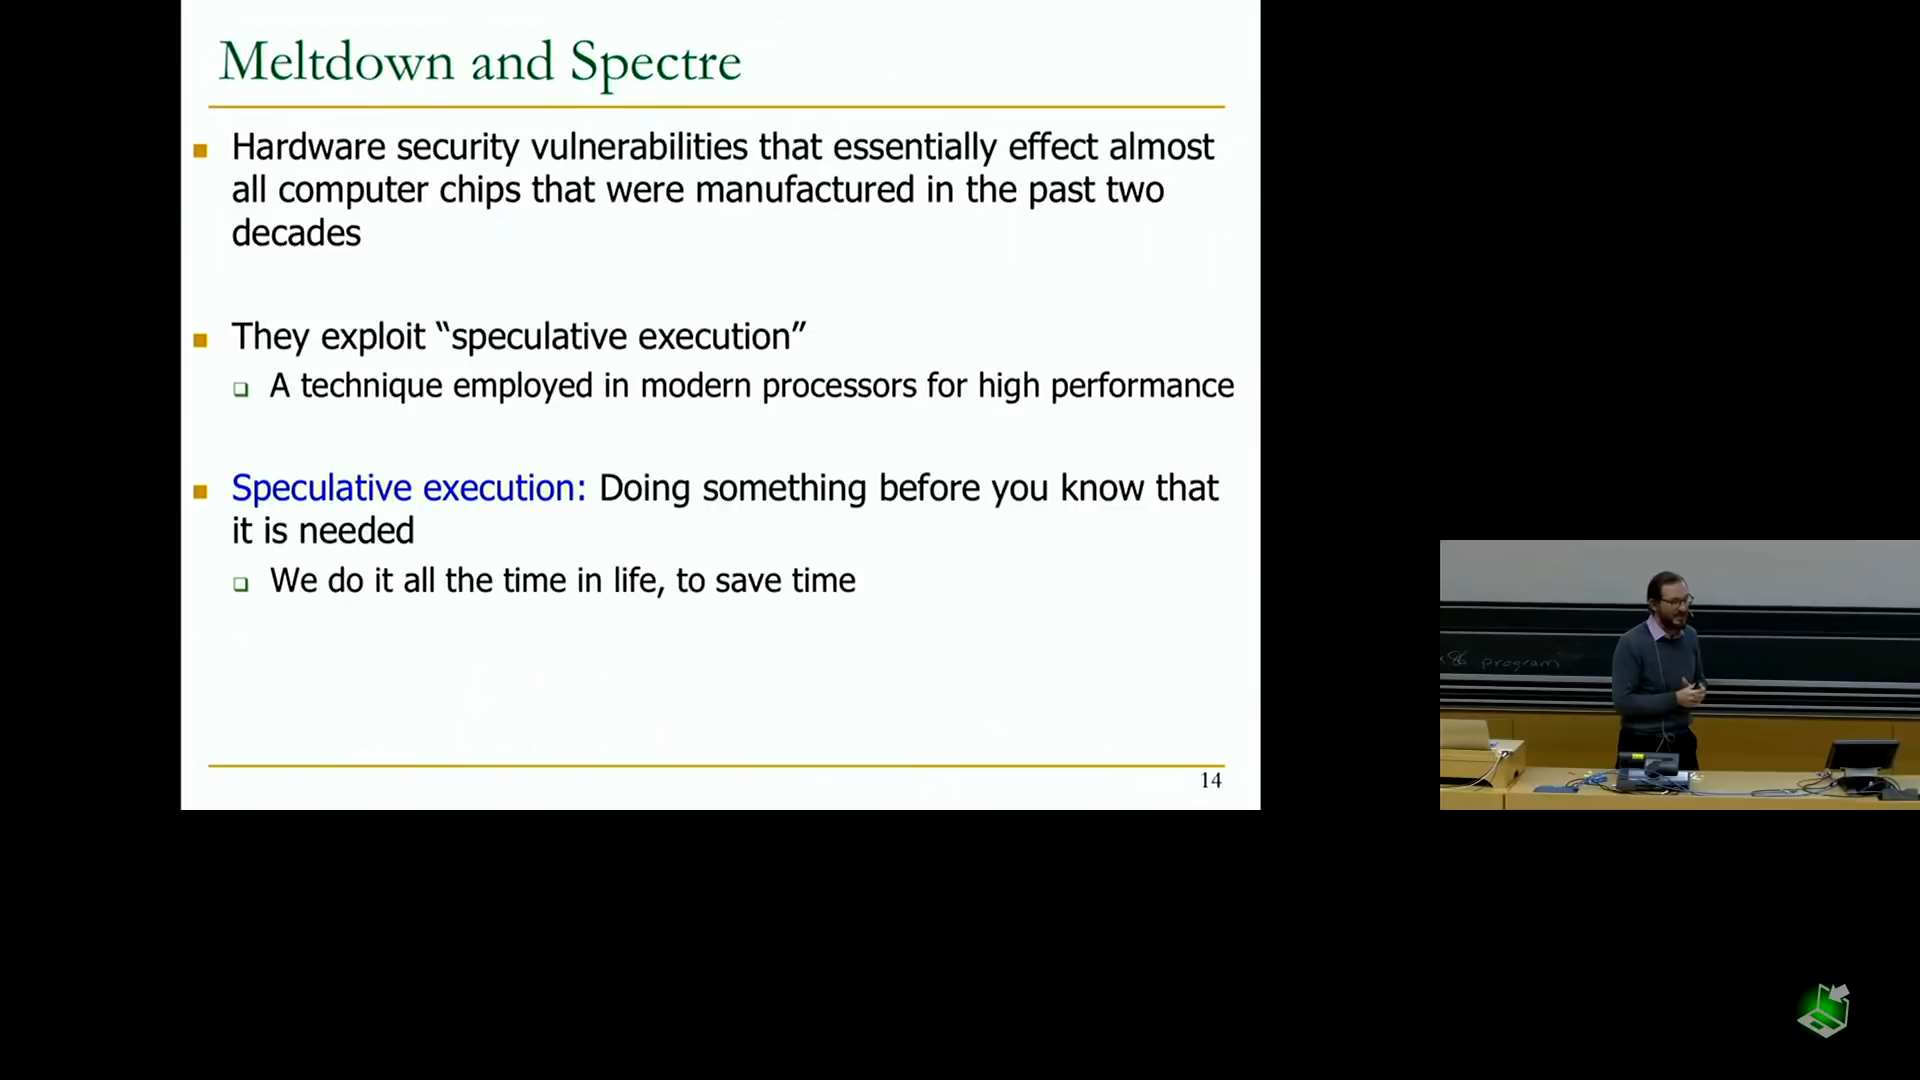 Meltdown and Spectre
Hardware security vulnerabilities that essentially effect almost
all computer chips that were manufactured in the past two
decades
They exploit “speculative execution”
A technique employed in modern processors for high performance
Speculative execution: Doing something before you know that
it is needed
We do it all the time in life, to save time
14
program